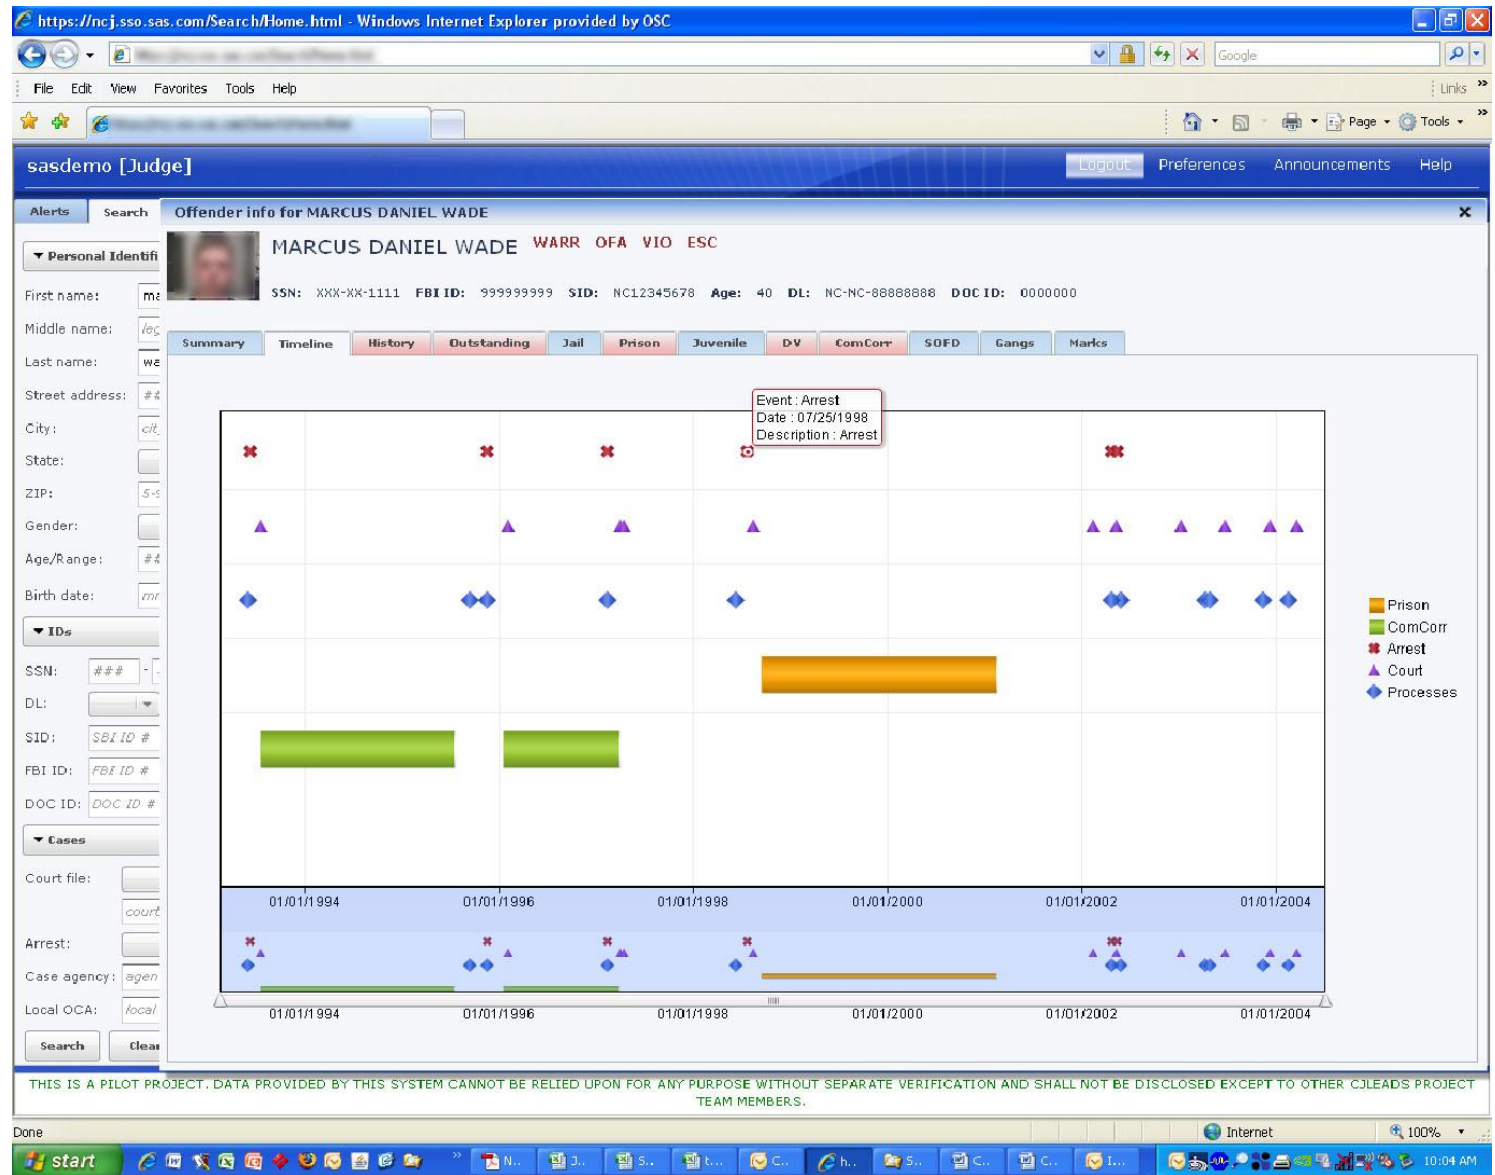 https://ncj.sso.sas.com/Search/Home.html - Windows Internet Explorer provided by OSC
Google
File Edit View Favorites Tools Help
Links
Page Tools
sasdemo [Judge]
Logout Preferences Announcements Help
Alerts Search Offender info for MARCUS DANIEL WADE
MARCUS DANIEL WADE WARR OFA VIO ESC
SSN: XXX-XX-1111 FBI ID: 999999999 SID: NC12345678 Age: 40 DL: NC-NC-88888888 DOC ID: 0000000
Summary Timeline History Outstanding Jail Prison Juvenile DV ComCorr SOFD Gangs Marks
Personal Identifi
First name: ma
Middle name: leg
Last name: wa
Street address: ##
City: cit
State:
ZIP: 5-s
Gender:
Age/Range: ##
Birth date: mr
IDs
SSN: ### -
DL:
SID: SBI ID #
FBI ID: FBI ID #
DOC ID: DOC ID #
Cases
Court file:
court
Arrest:
Case agency: agen
Local OCA: local
Search Clear
Event : Arrest
Date : 07/25/1998
Description : Arrest
Prison
ComCorr
Arrest
Court
Processes
01/01/1994 01/01/1996 01/01/1998 01/01/2000 01/01/2002 01/01/2004
01/01/1994 01/01/1996 01/01/1998 01/01/2000 01/01/2002 01/01/2004
THIS IS A PILOT PROJECT. DATA PROVIDED BY THIS SYSTEM CANNOT BE RELIED UPON FOR ANY PURPOSE WITHOUT SEPARATE VERIFICATION AND SHALL NOT BE DISCLOSED EXCEPT TO OTHER CJLEADS PROJECT
TEAM MEMBERS.
Done Internet 100%
start N.. J.. S.. t... C.. h.. S.. C.. C.. I... 10:04 AM